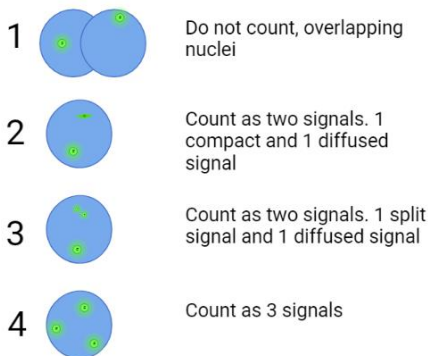 1
Do not count, overlapping
nuclei
2
Count as two signals. 1
compact and 1 diffused
signal
3
Count as two signals. 1 split
signal and 1 diffused signal
4
Count as 3 signals